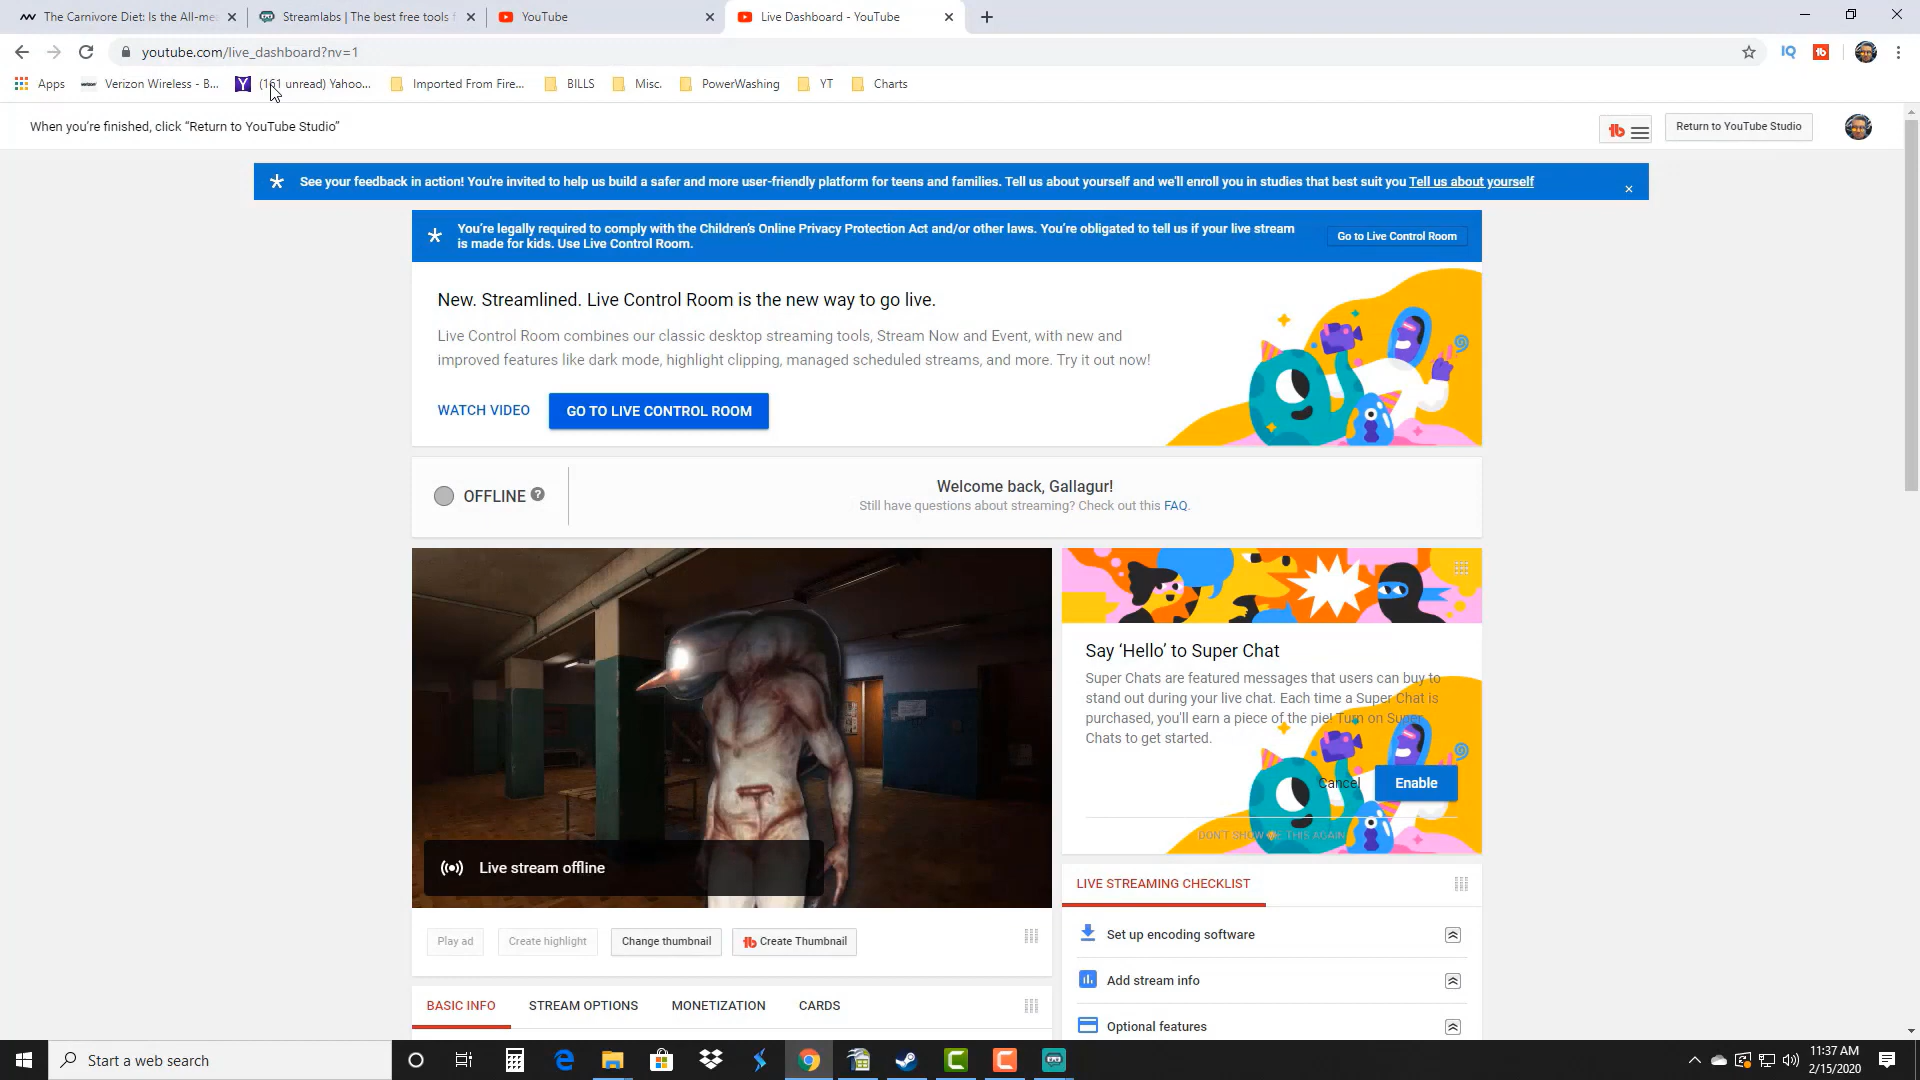 The Carnivore Diet: Is the All-me
Streamlabs | The best free tools f
YouTube
Live Dashboard - YouTube
youtube.com/live_dashboard?nv=1
IQ
tb
Apps
Verizon Wireless - B...
Y
(161 unread) Yahoo...
Imported From Fire...
BILLS
Misc.
PowerWashing
YT
Charts
When you're finished, click “Return to YouTube Studio”
tb
Return to YouTube Studio
See your feedback in action! You're invited to help us build a safer and more user-friendly platform for teens and families. Tell us about yourself and we'll enroll you in studies that best suit you Tell us about yourself
You’re legally required to comply with the Children’s Online Privacy Protection Act and/or other laws. You’re obligated to tell us if your live stream
is made for kids. Use Live Control Room.
Go to Live Control Room
New. Streamlined. Live Control Room is the new way to go live.
Live Control Room combines our classic desktop streaming tools, Stream Now and Event, with new and
improved features like dark mode, highlight clipping, managed scheduled streams, and more. Try it out now!
WATCH VIDEO
GO TO LIVE CONTROL ROOM
OFFLINE
?
Welcome back, Gallagur!
Still have questions about streaming? Check out this FAQ.
Live stream offline
Say ‘Hello’ to Super Chat
Super Chats are featured messages that users can buy to
stand out during your live chat. Each time a Super Chat is
purchased, you'll earn a piece of the pie! Turn on Super
Chats to get started.
Cancel
Enable
DON'T SHOW ME THIS AGAIN
Play ad
Create highlight
Change thumbnail
tb Create Thumbnail
BASIC INFO
STREAM OPTIONS
MONETIZATION
CARDS
LIVE STREAMING CHECKLIST
Set up encoding software
Add stream info
Optional features
Start a web search
11:37 AM
2/15/2020